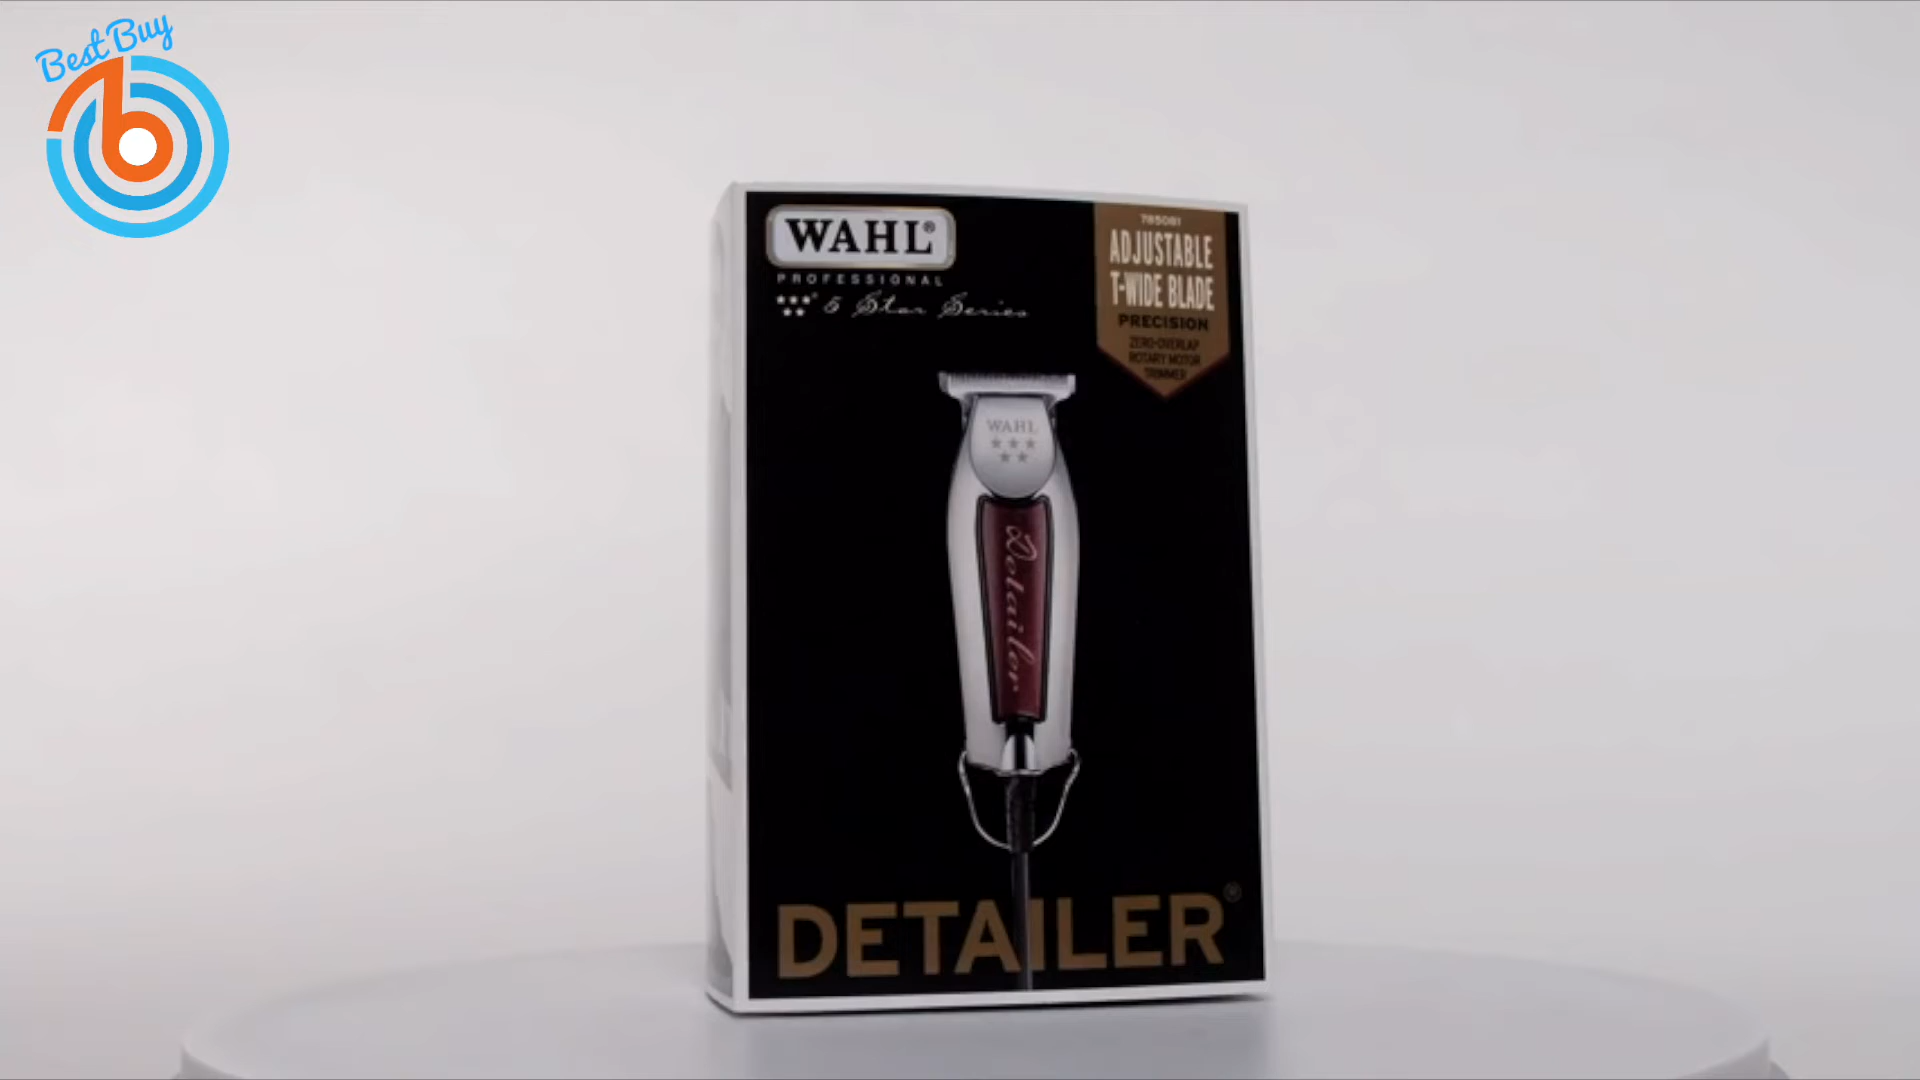 Best Buy
WAHL®
PROFESSIONAL
5 Star Series
785081
ADJUSTABLE
T-WIDE BLADE
PRECISION
ZERO-OVERLAP
ROTARY MOTOR
TRIMMER
WAHL
Detailer
DETAILER®